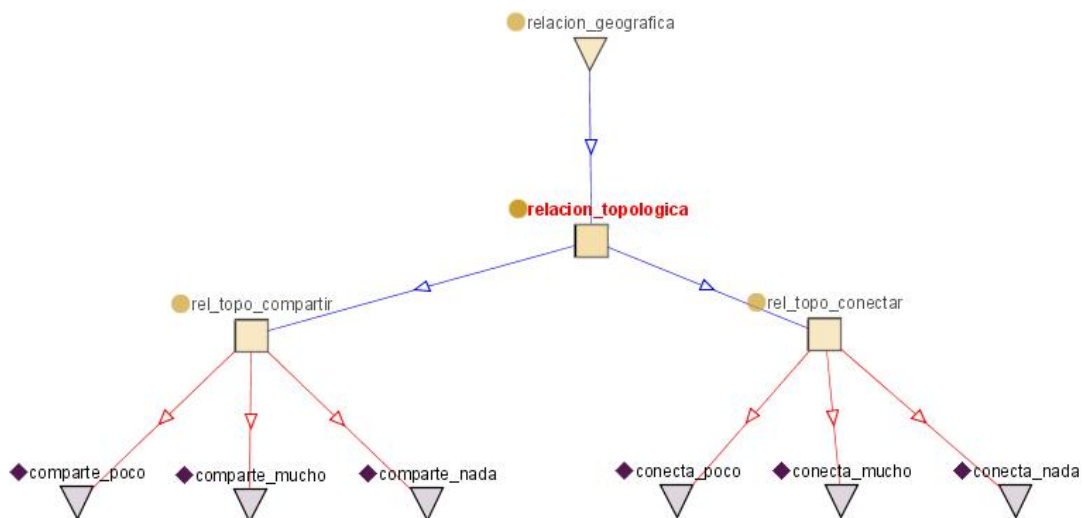 relacion_geografica
relacion_topologica
rel_topo_compartir
rel_topo_conectar
comparte_poco
comparte_mucho
comparte_nada
conecta_poco
conecta_mucho
conecta_nada